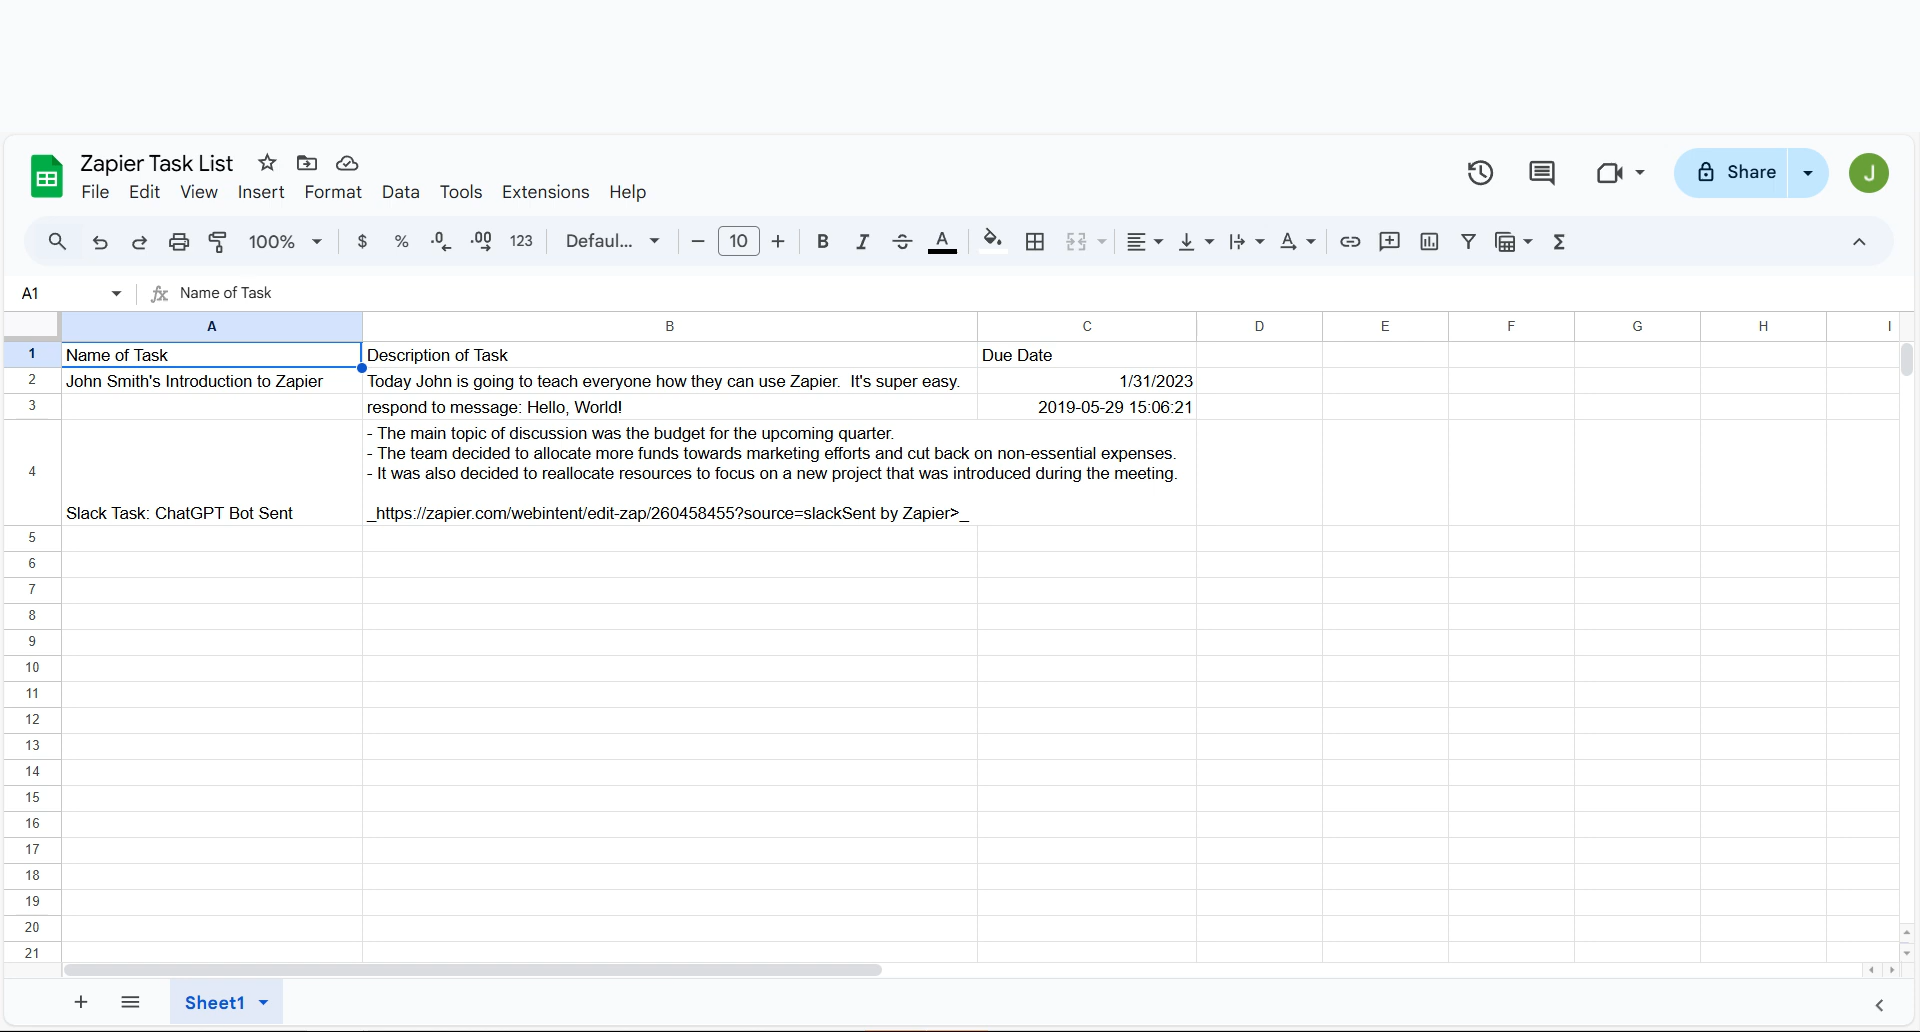 Zapier Task List
File Edit View Insert Format Data Tools Extensions Help
Share
J
100% $ % .0 .00 123 Defaul... 10 B I S A
A1 fx Name of Task
A B C D E F G H I
1 Name of Task Description of Task Due Date
2 John Smith's Introduction to Zapier Today John is going to teach everyone how they can use Zapier. It's super easy. 1/31/2023
3 respond to message: Hello, World! 2019-05-29 15:06:21
- The main topic of discussion was the budget for the upcoming quarter.
- The team decided to allocate more funds towards marketing efforts and cut back on non-essential expenses.
4 - It was also decided to reallocate resources to focus on a new project that was introduced during the meeting.
Slack Task: ChatGPT Bot Sent _https://zapier.com/webintent/edit-zap/260458455?source=slackSent by Zapier>_
5
6
7
8
9
10
11
12
13
14
15
16
17
18
19
20
21
Sheet1